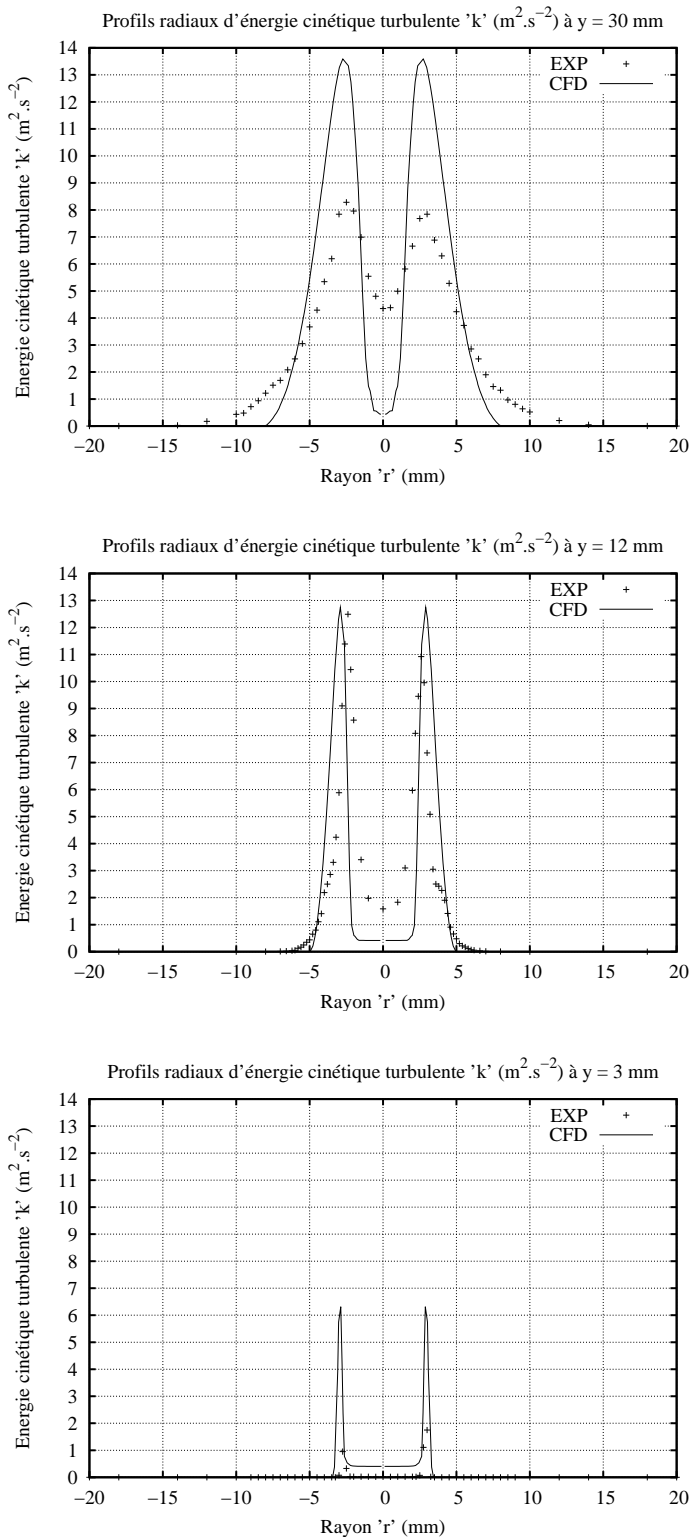 Profils radiaux d’énergie cinétique turbulente ’k’ (m².s⁻²) à y = 30 mm
Energie cinétique turbulente ’k’ (m².s⁻²)
14
13
12
11
10
9
8
7
6
5
4
3
2
1
0
EXP
CFD
−20 −15 −10 −5 0 5 10 15 20
Rayon ’r’ (mm)
Profils radiaux d’énergie cinétique turbulente ’k’ (m².s⁻²) à y = 12 mm
Energie cinétique turbulente ’k’ (m².s⁻²)
14
13
12
11
10
9
8
7
6
5
4
3
2
1
0
EXP
CFD
−20 −15 −10 −5 0 5 10 15 20
Rayon ’r’ (mm)
Profils radiaux d’énergie cinétique turbulente ’k’ (m².s⁻²) à y = 3 mm
Energie cinétique turbulente ’k’ (m².s⁻²)
14
13
12
11
10
9
8
7
6
5
4
3
2
1
0
EXP
CFD
−20 −15 −10 −5 0 5 10 15 20
Rayon ’r’ (mm)